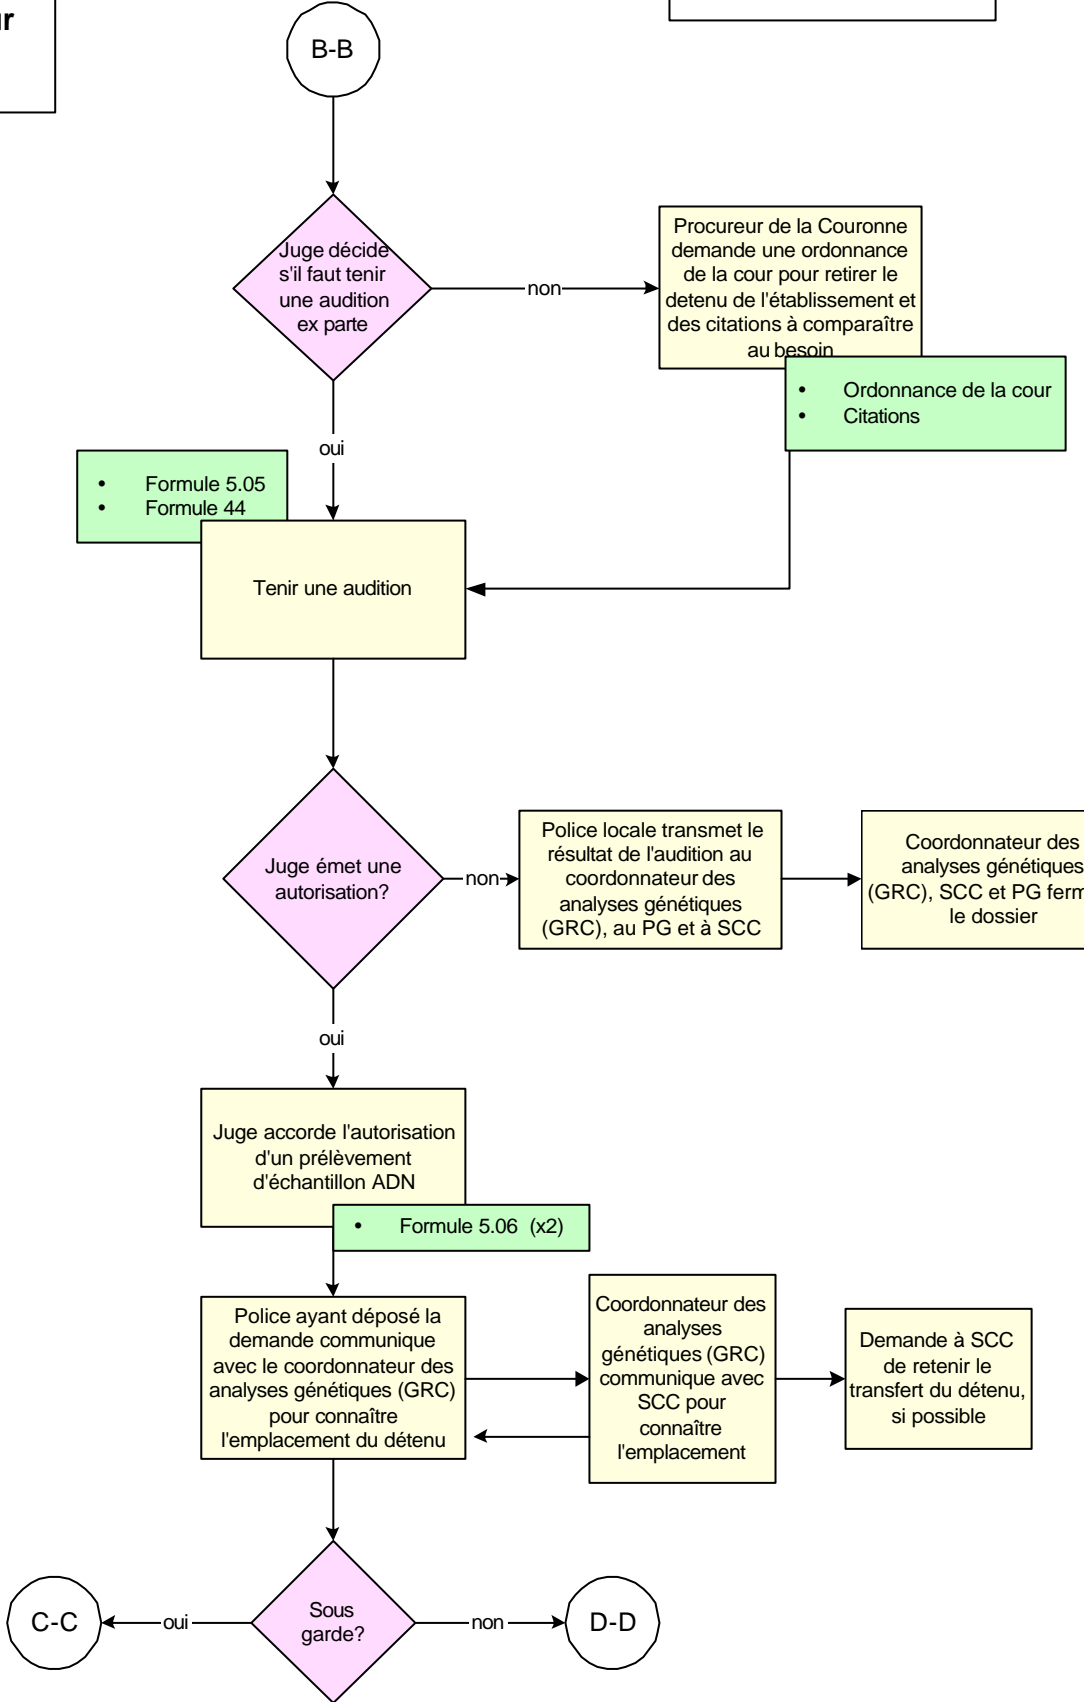 B-B
Juge décide
s'il faut tenir
une audition
ex parte
non
Procureur de la Couronne
demande une ordonnance
de la cour pour retirer le
detenu de l'établissement et
des citations à comparaître
au besoin
• Ordonnance de la cour
• Citations
oui
• Formule 5.05
• Formule 44
Tenir une audition
Juge émet une
autorisation?
non
Police locale transmet le
résultat de l'audition au
coordonnateur des
analyses génétiques
(GRC), au PG et à SCC
Coordonnateur des
analyses génétiques
(GRC), SCC et PG ferm
le dossier
oui
Juge accorde l'autorisation
d'un prélèvement
d'échantillon ADN
• Formule 5.06 (x2)
Police ayant déposé la
demande communique
avec le coordonnateur des
analyses génétiques (GRC)
pour connaître
l'emplacement du détenu
Coordonnateur des
analyses
génétiques (GRC)
communique avec
SCC pour
connaître
l'emplacement
Demande à SCC
de retenir le
transfert du détenu,
si possible
Sous
garde?
oui
C-C
non
D-D